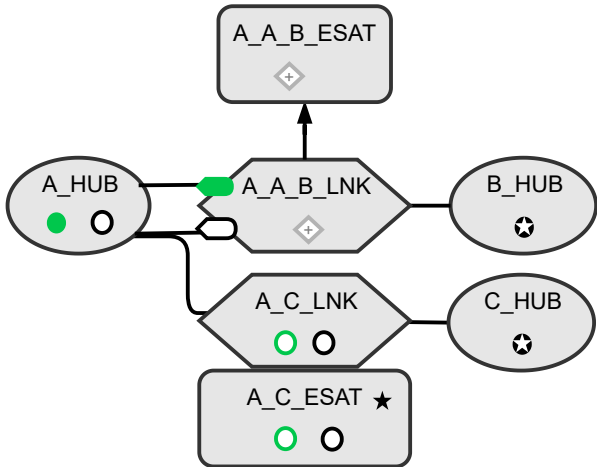 A_A_B_ESAT
A_HUB
A_A_B_LNK
B_HUB
A_C_LNK
C_HUB
A_C_ESAT